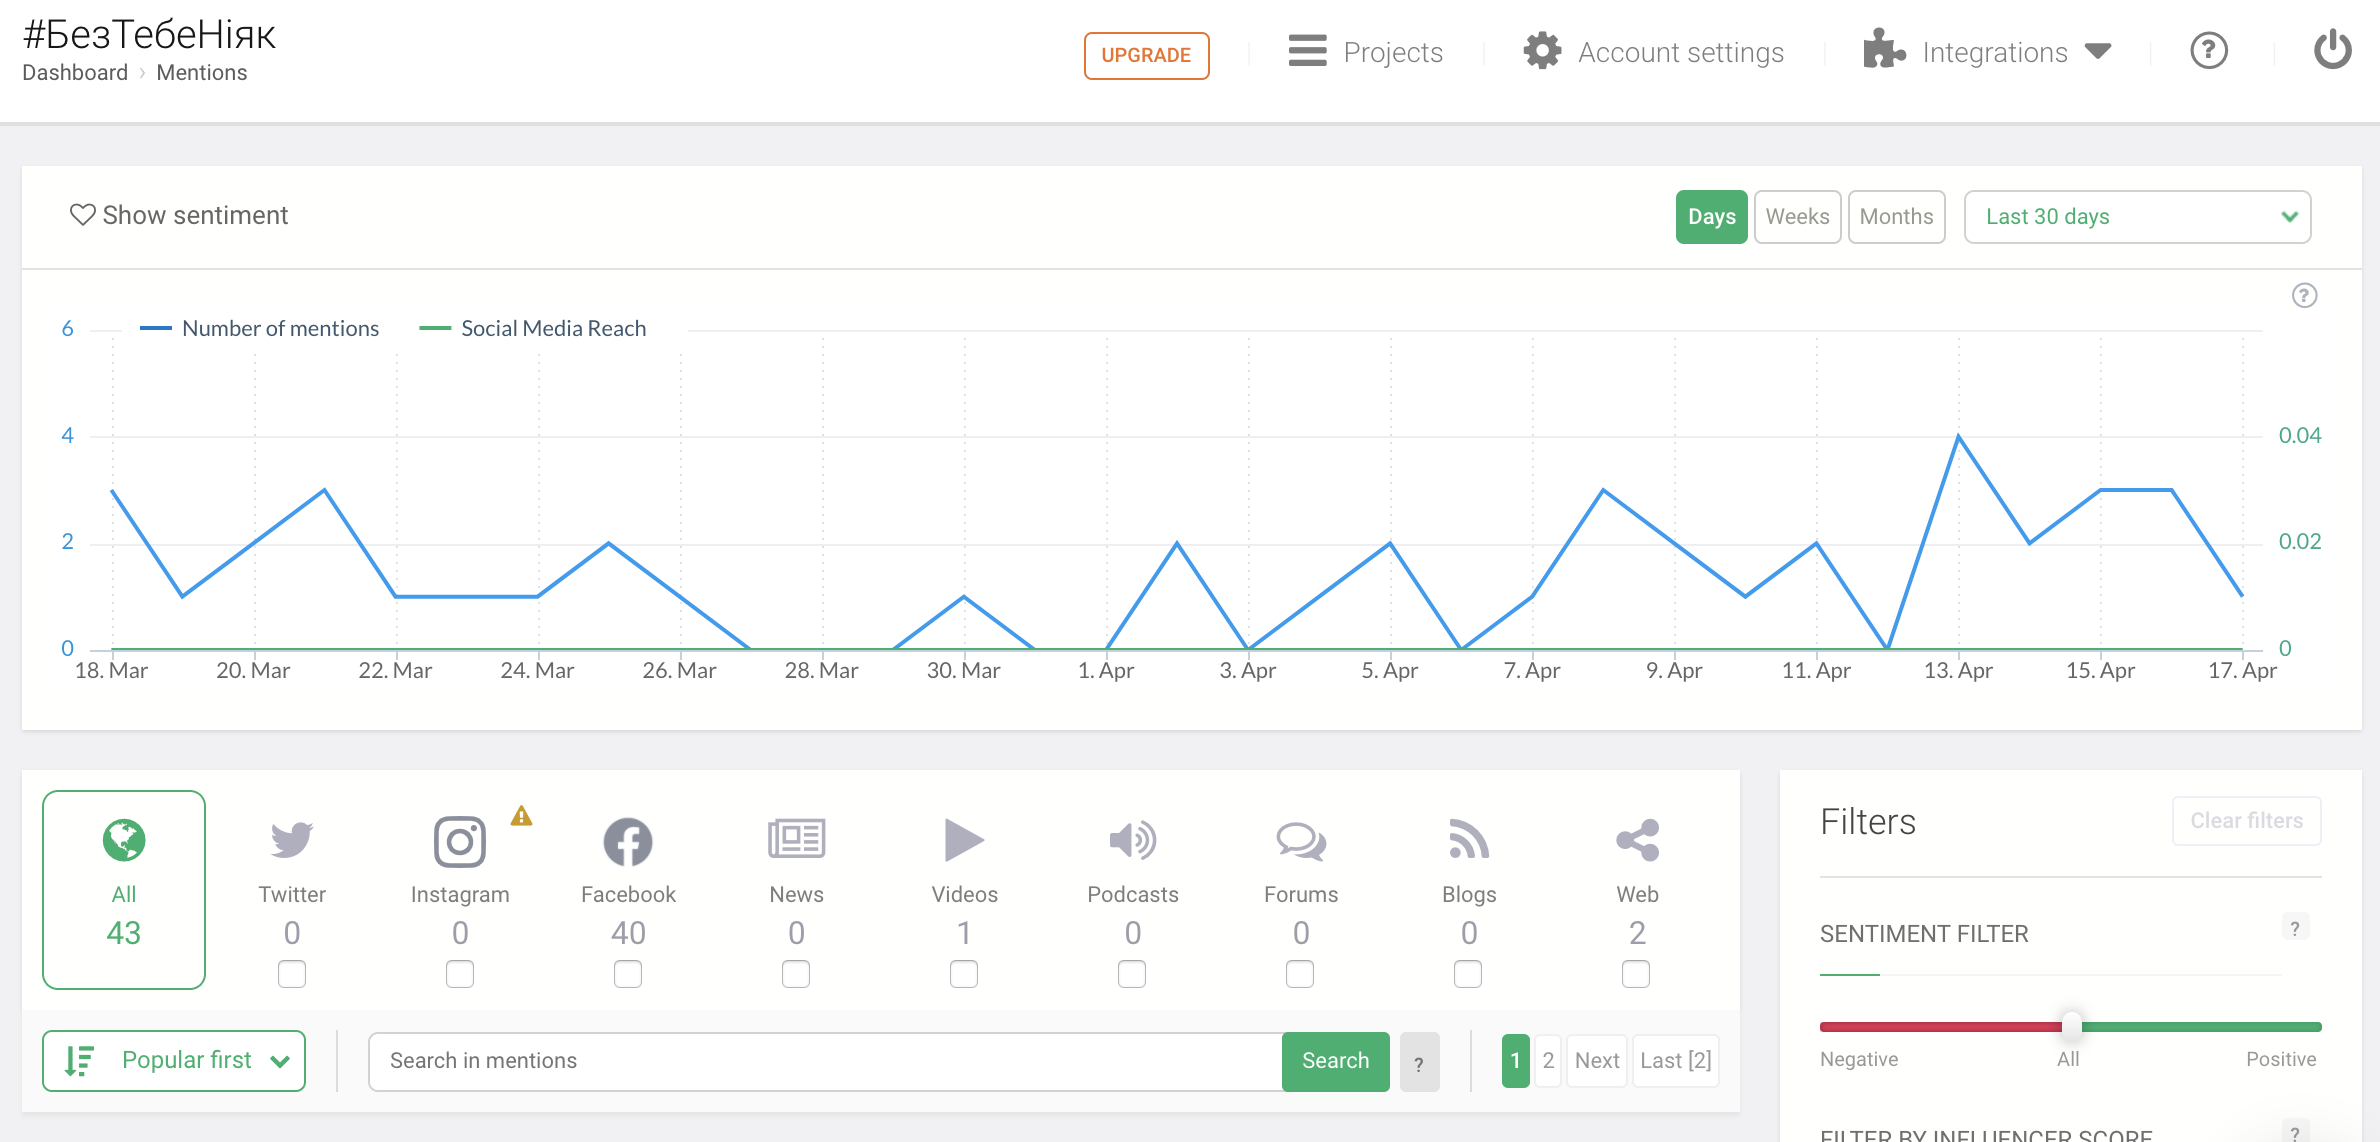 #БезТебеНіяк
Dashboard › Mentions
UPGRADE
Projects
Account settings
Integrations
?
Show sentiment
Days
Weeks
Months
Last 30 days
?
Number of mentions
Social Media Reach
6
4
2
0
0.04
0.02
0
18. Mar
20. Mar
22. Mar
24. Mar
26. Mar
28. Mar
30. Mar
1. Apr
3. Apr
5. Apr
7. Apr
9. Apr
11. Apr
13. Apr
15. Apr
17. Apr
All
43
Twitter
0
Instagram
0
Facebook
40
News
0
Videos
1
Podcasts
0
Forums
0
Blogs
0
Web
2
Popular first
Search in mentions
Search
?
1
2
Next
Last [2]
Filters
Clear filters
SENTIMENT FILTER
?
Negative
All
Positive
FILTER BY INFLUENCER SCORE
?